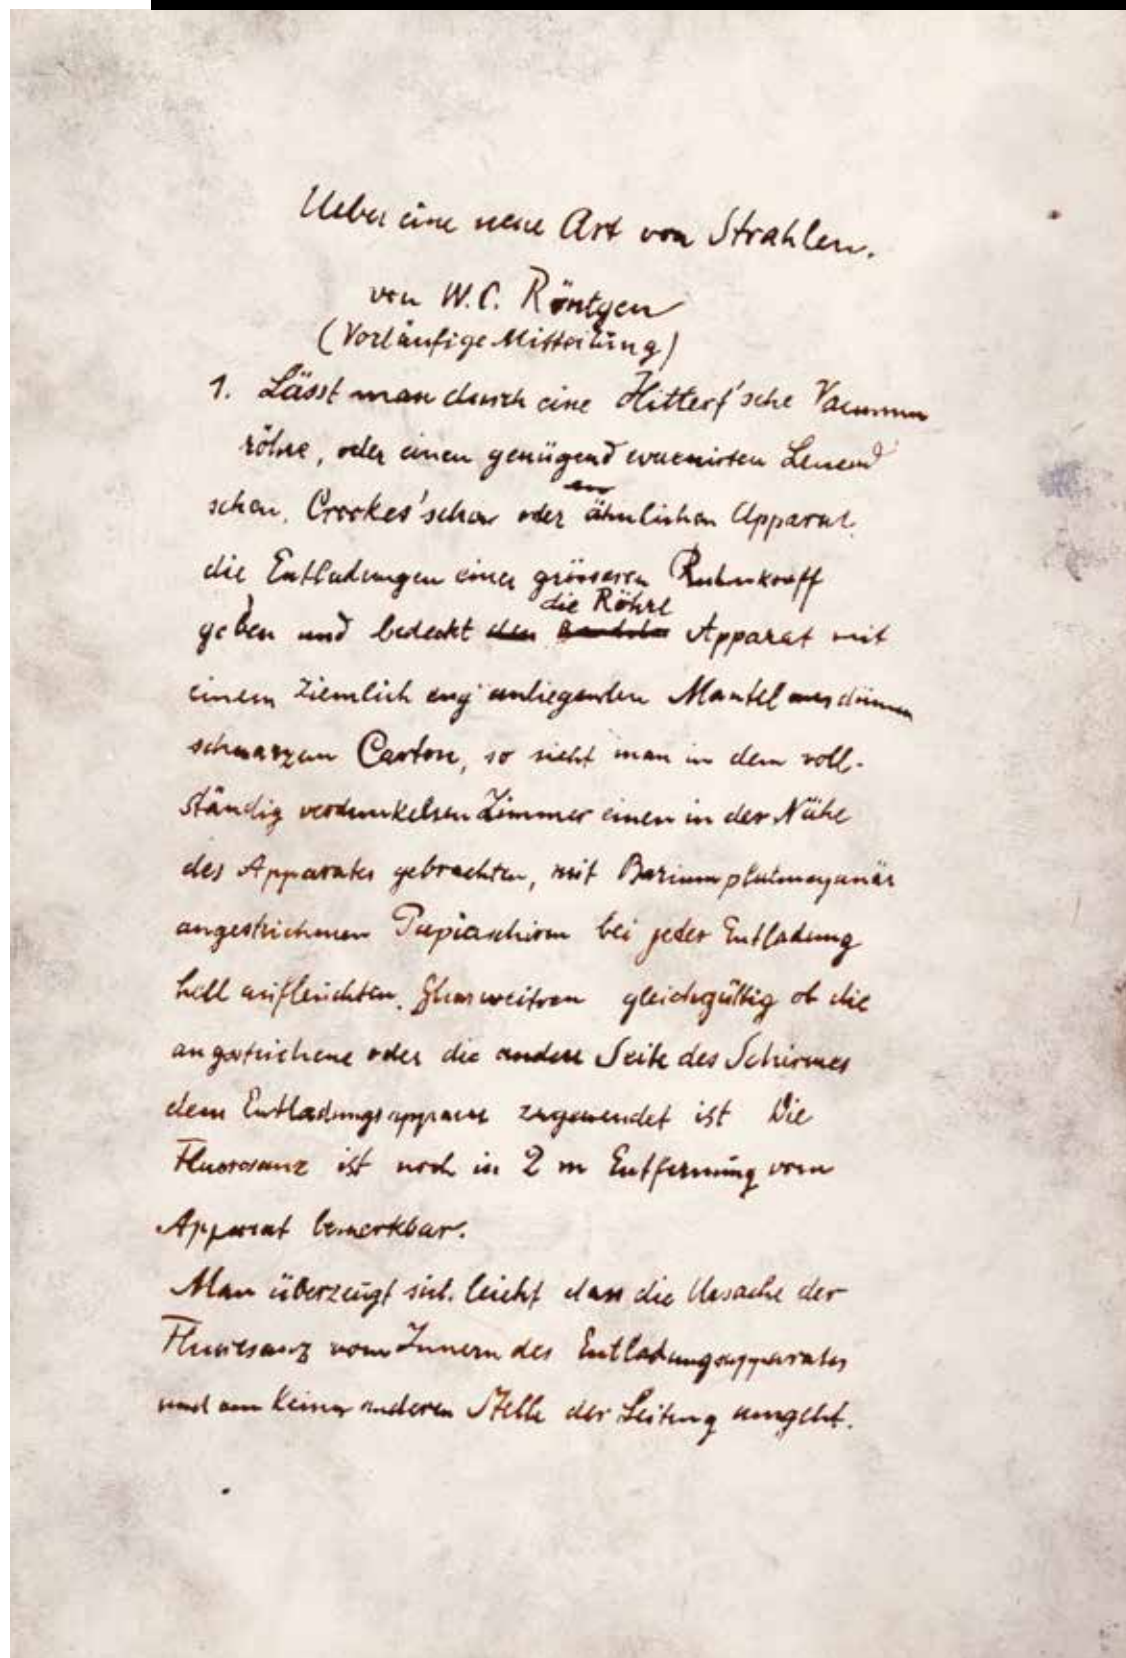 Ueber eine neue Art von Strahlen.
von W.C. Röntgen
(Vorläufige Mitteilung)
1. Lässt man durch eine Hittorf'sche Vacuum
röhre, oder einen genügend evacuirten Lenard
schen, Crookes'schen oder ähnlichen Apparat
die Entladungen eines grösseren Ruhmkorff
die Röhre
gehen und bedeckt den Apparat mit
einem ziemlich eng anliegenden Mantel aus dünnem
schwarzen Carton, so sieht man in dem voll-
ständig verdunkelten Zimmer einen in der Nähe
des Apparates gebrachten, mit Bariumplatincyanür
angestrichenen Papierschirm bei jeder Entladung
hell aufleuchten, gleichgültig ob die
angestrichene oder die andere Seite des Schirmes
dem Entladungsapparat zugewendet ist Die
Fluorescenz ist noch in 2 m Entfernung vom
Apparat bemerkbar.
Man überzeugt sich leicht dass die Ursache der
Fluorescenz vom Innern des Entladungsapparates
und von keiner anderen Stelle der Leitung ausgeht.